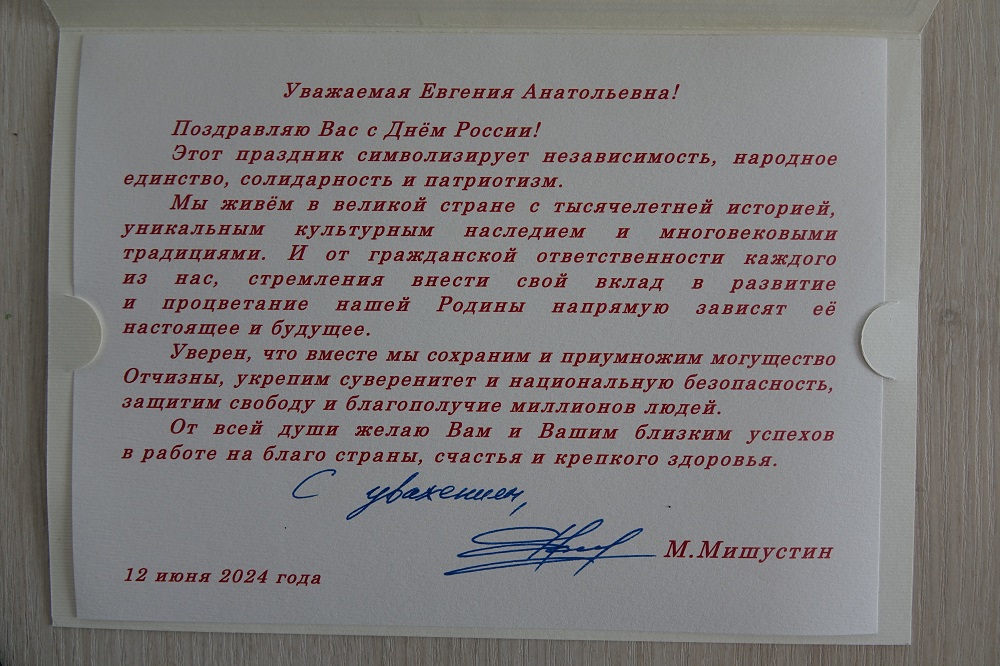 Уважаемая Евгения Анатольевна!
Поздравляю Вас с Днём России!
Этот праздник символизирует независимость, народное
единство, солидарность и патриотизм.
Мы живём в великой стране с тысячелетней историей,
уникальным культурным наследием и многовековыми
традициями. И от гражданской ответственности каждого
из нас, стремления внести свой вклад в развитие
и процветание нашей Родины напрямую зависят её
настоящее и будущее.
Уверен, что вместе мы сохраним и приумножим могущество
Отчизны, укрепим суверенитет и национальную безопасность,
защитим свободу и благополучие миллионов людей.
От всей души желаю Вам и Вашим близким успехов
в работе на благо страны, счастья и крепкого здоровья.
С уважением,
М.Мишустин
12 июня 2024 года